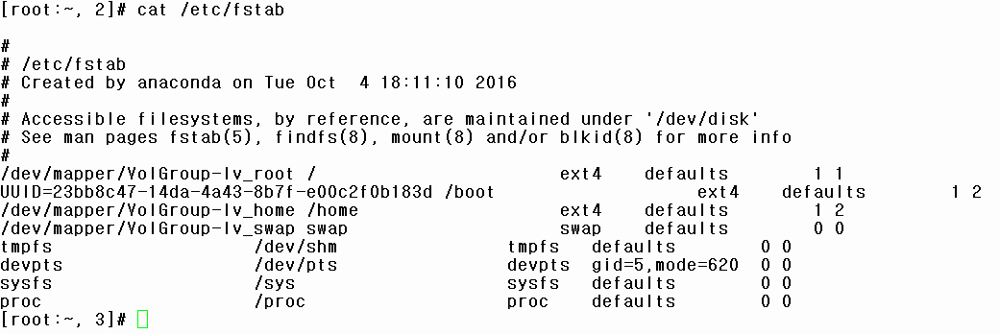 [root:~, 2]# cat /etc/fstab
#
# /etc/fstab
# Created by anaconda on Tue Oct  4 18:11:10 2016
#
# Accessible filesystems, by reference, are maintained under '/dev/disk'
# See man pages fstab(5), findfs(8), mount(8) and/or blkid(8) for more info
#
/dev/mapper/VolGroup-lv_root /                       ext4    defaults        1 1
UUID=23bb8c47-14da-4a43-8b7f-e00c2f0b183d /boot                   ext4    defaults        1 2
/dev/mapper/VolGroup-lv_home /home                   ext4    defaults        1 2
/dev/mapper/VolGroup-lv_swap swap                    swap    defaults        0 0
tmpfs                   /dev/shm                tmpfs   defaults        0 0
devpts                  /dev/pts                devpts  gid=5,mode=620  0 0
sysfs                   /sys                    sysfs   defaults        0 0
proc                    /proc                   proc    defaults        0 0
[root:~, 3]#